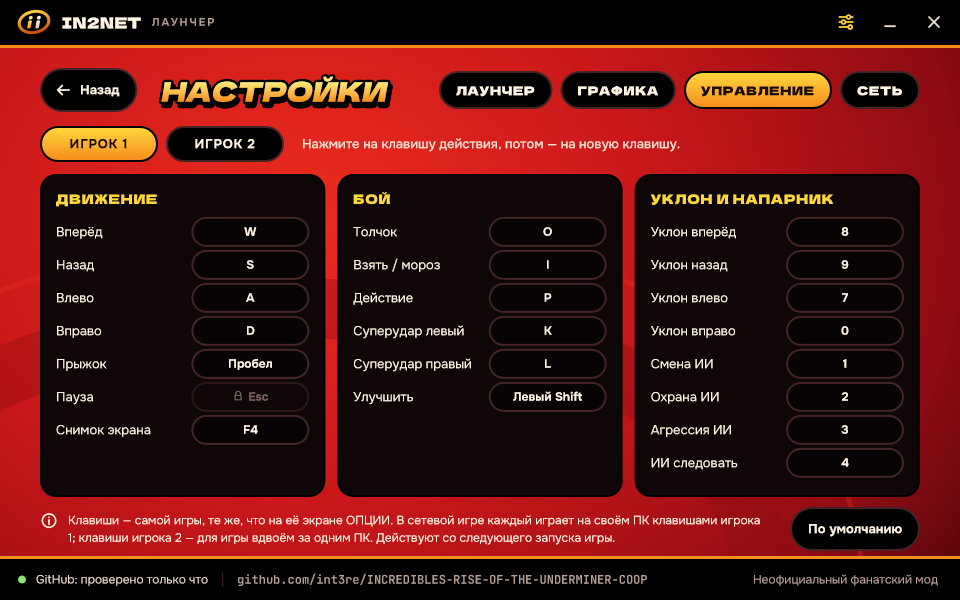 IN2NET ЛАУНЧЕР
← Назад НАСТРОЙКИ ЛАУНЧЕР ГРАФИКА УПРАВЛЕНИЕ СЕТЬ
ИГРОК 1 ИГРОК 2 Нажмите на клавишу действия, потом — на новую клавишу.
ДВИЖЕНИЕ
Вперёд W
Назад S
Влево A
Вправо D
Прыжок Пробел
Пауза Esc
Снимок экрана F4
БОЙ
Толчок O
Взять / мороз I
Действие P
Суперудар левый K
Суперудар правый L
Улучшить Левый Shift
УКЛОН И НАПАРНИК
Уклон вперёд 8
Уклон назад 9
Уклон влево 7
Уклон вправо 0
Смена ИИ 1
Охрана ИИ 2
Агрессия ИИ 3
ИИ следовать 4
Клавиши — самой игры, те же, что на её экране ОПЦИИ. В сетевой игре каждый играет на своём ПК клавишами игрока
1; клавиши игрока 2 — для игры вдвоём за одним ПК. Действуют со следующего запуска игры.
По умолчанию
GitHub: проверено только что github.com/int3re/INCREDIBLES-RISE-OF-THE-UNDERMINER-COOP Неофициальный фанатский мод